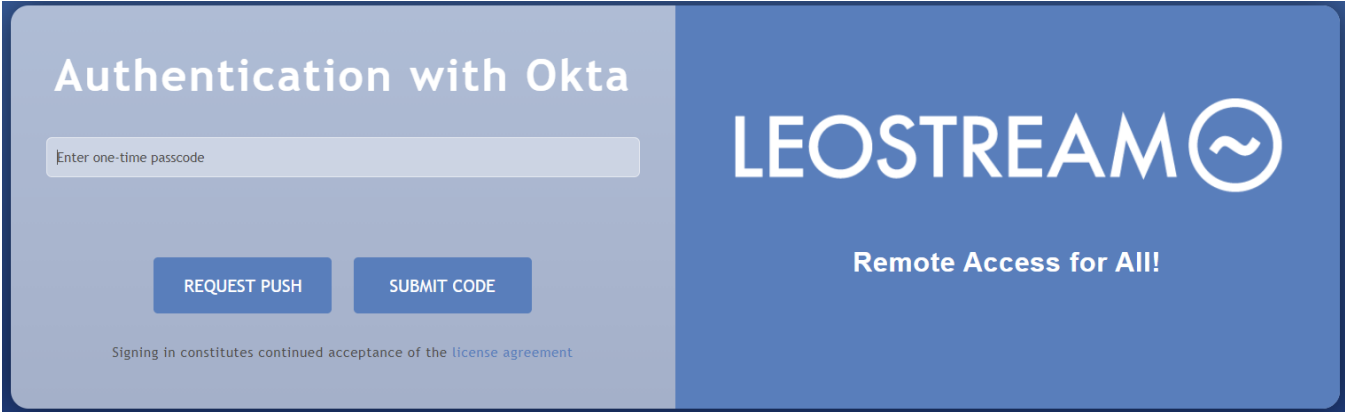 Authentication with Okta
Enter one-time passcode
REQUEST PUSH
SUBMIT CODE
Signing in constitutes continued acceptance of the license agreement
LEOSTREAM
Remote Access for All!